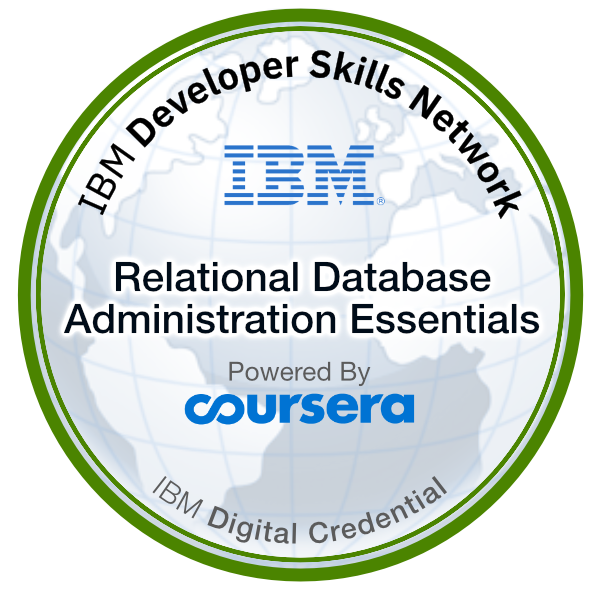 IBM Developer Skills Network
IBM®
Relational Database
Administration Essentials
Powered By
coursera
IBM Digital Credential